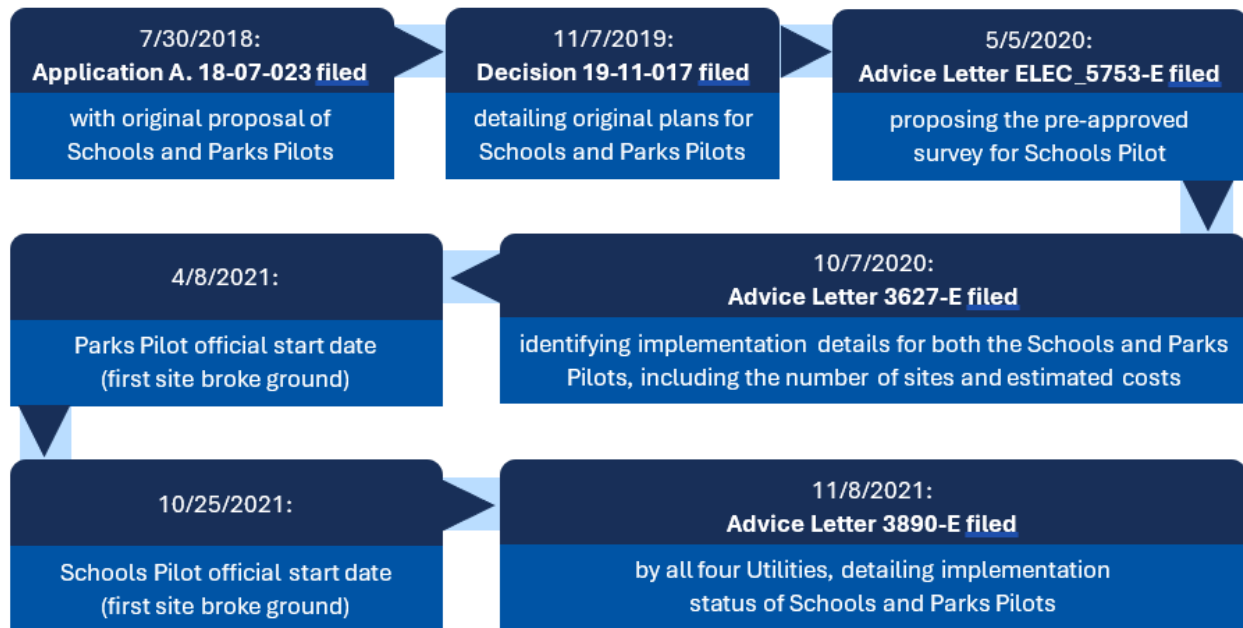 7/30/2018:
Application A. 18-07-023 filed
with original proposal of
Schools and Parks Pilots
11/7/2019:
Decision 19-11-017 filed
detailing original plans for
Schools and Parks Pilots
5/5/2020:
Advice Letter ELEC_5753-E filed
proposing the pre-approved
survey for Schools Pilot
10/7/2020:
Advice Letter 3627-E filed
identifying implementation details for both the Schools and Parks
Pilots, including the number of sites and estimated costs
4/8/2021:
Parks Pilot official start date
(first site broke ground)
10/25/2021:
Schools Pilot official start date
(first site broke ground)
11/8/2021:
Advice Letter 3890-E filed
by all four Utilities, detailing implementation
status of Schools and Parks Pilots